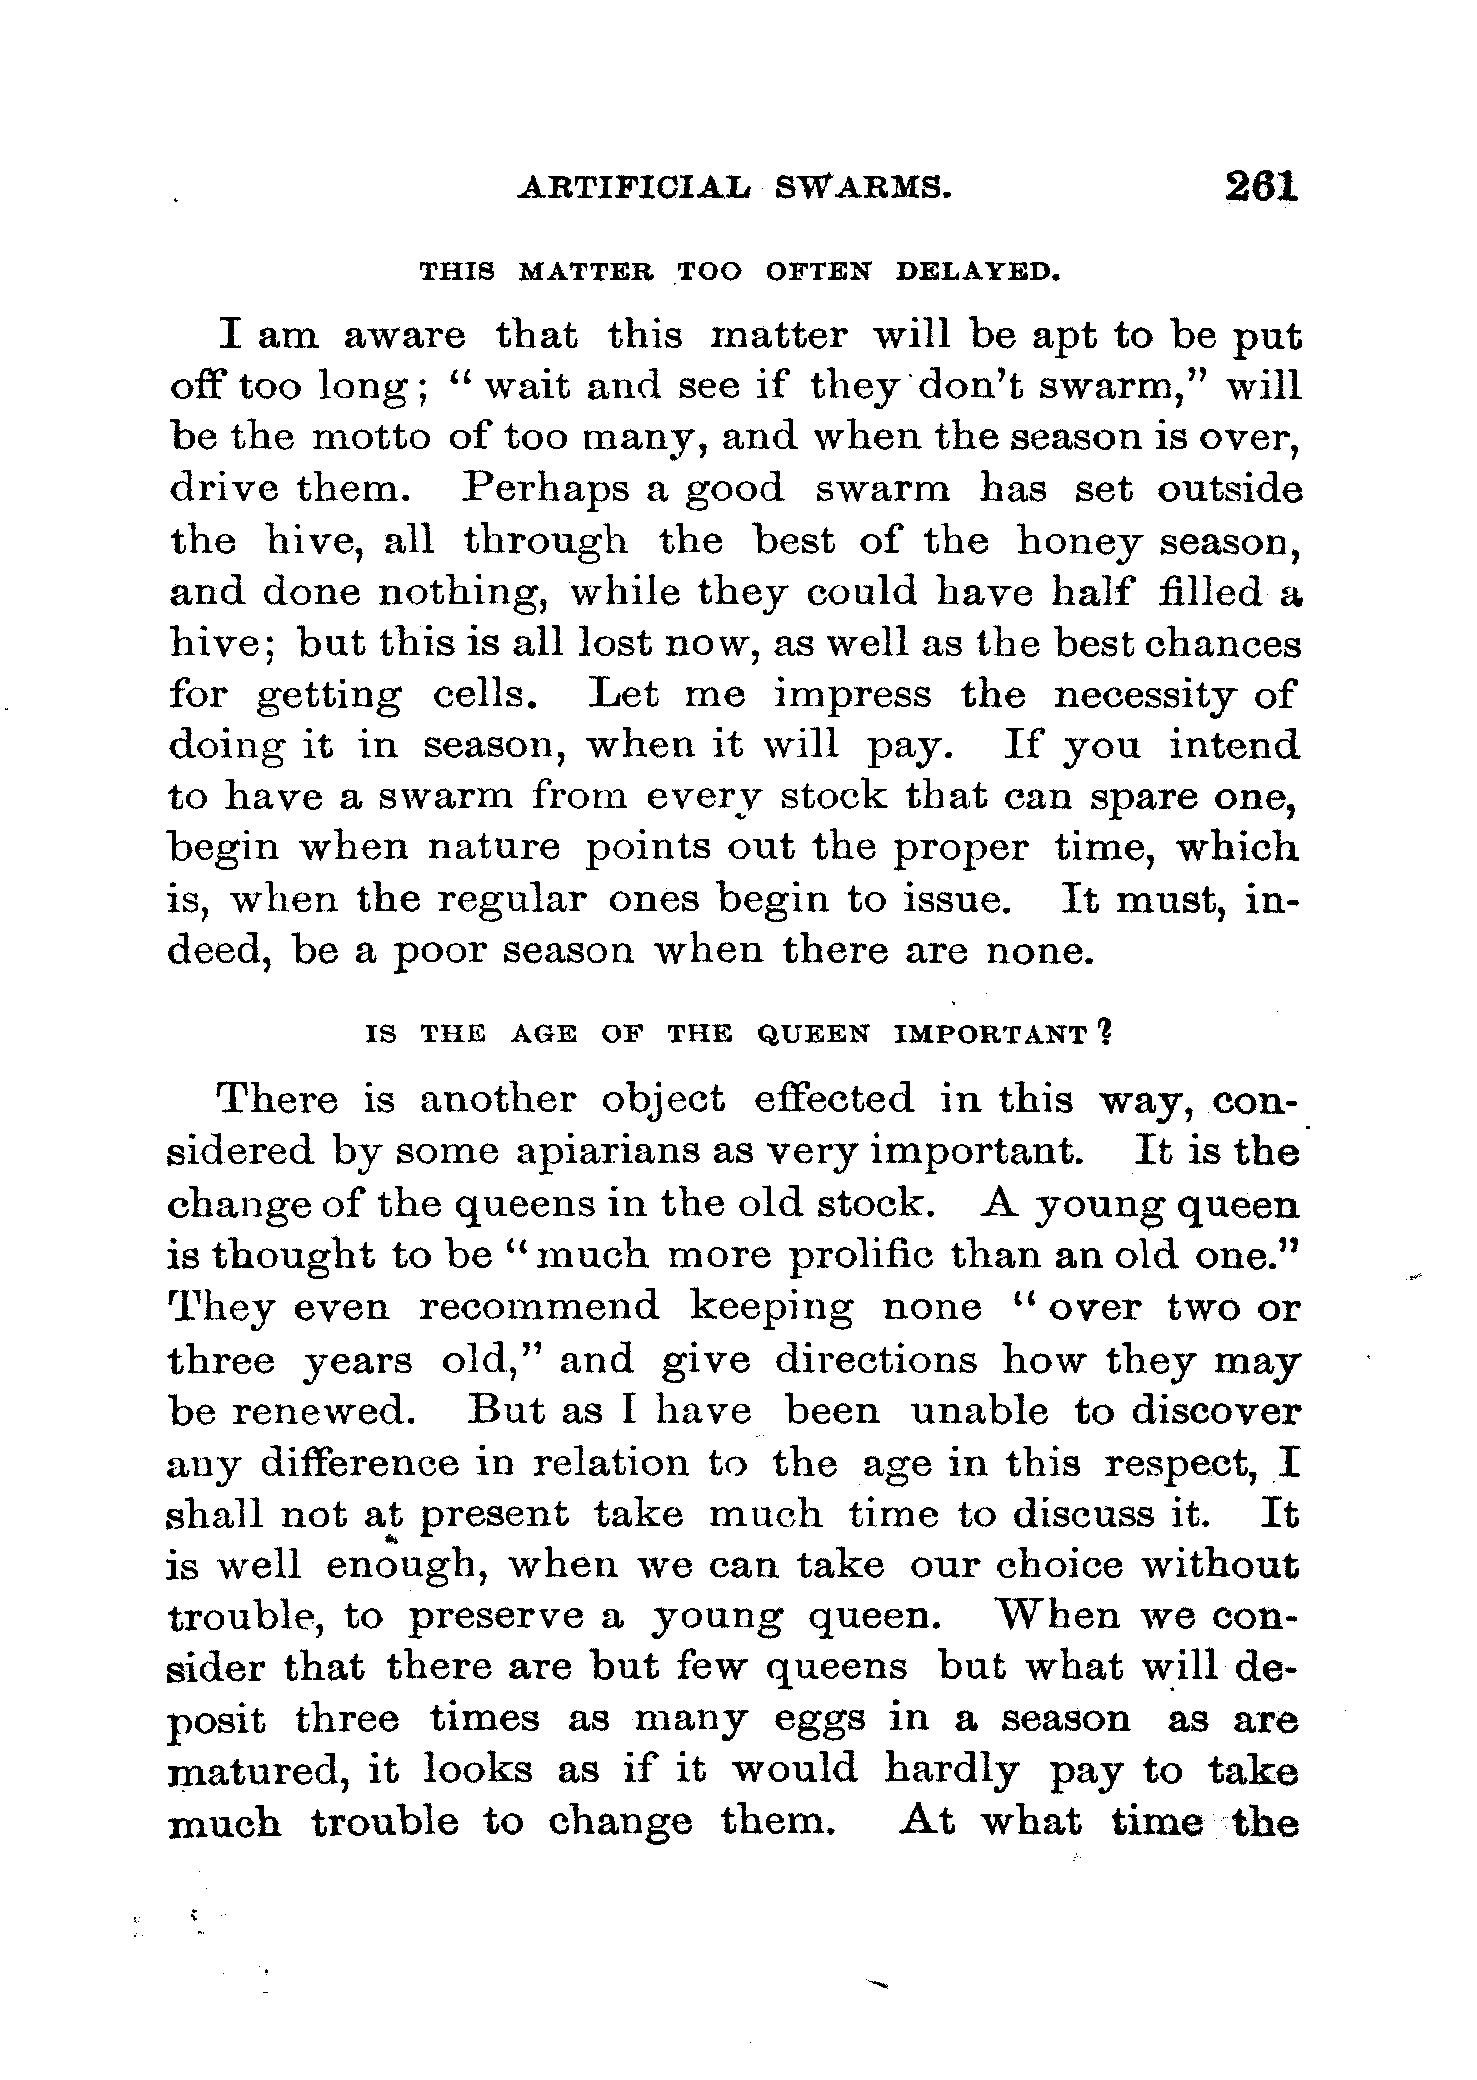 ARTIFICIAL SWARMS. 261
THIS MATTER TOO OFTEN DELAYED.
I am aware that this matter will be apt to be put
off too long; “wait and see if they don't swarm,” will
be the motto of too many, and when the season is over,
drive them. Perhaps a good swarm has set outside
the hive, all through the best of the honey season,
and done nothing, while they could have half filled a
hive; but this is all lost now, as well as the best chances
for getting cells. Let me impress the necessity of
doing it in season, when it will pay. If you intend
to have a swarm from every stock that can spare one,
begin when nature points out the proper time, which
is, when the regular ones begin to issue. It must, in-
deed, be a poor season when there are none.
IS THE AGE OF THE QUEEN IMPORTANT?
There is another object effected in this way, con-
sidered by some apiarians as very important. It is the
change of the queens in the old stock. A young queen
is thought to be “much more prolific than an old one.”
They even recommend keeping none “over two or
three years old,” and give directions how they may
be renewed. But as I have been unable to discover
any difference in relation to the age in this respect, I
shall not at present take much time to discuss it. It
is well enough, when we can take our choice without
trouble, to preserve a young queen. When we con-
sider that there are but few queens but what will de-
posit three times as many eggs in a season as are
matured, it looks as if it would hardly pay to take
much trouble to change them. At what time the